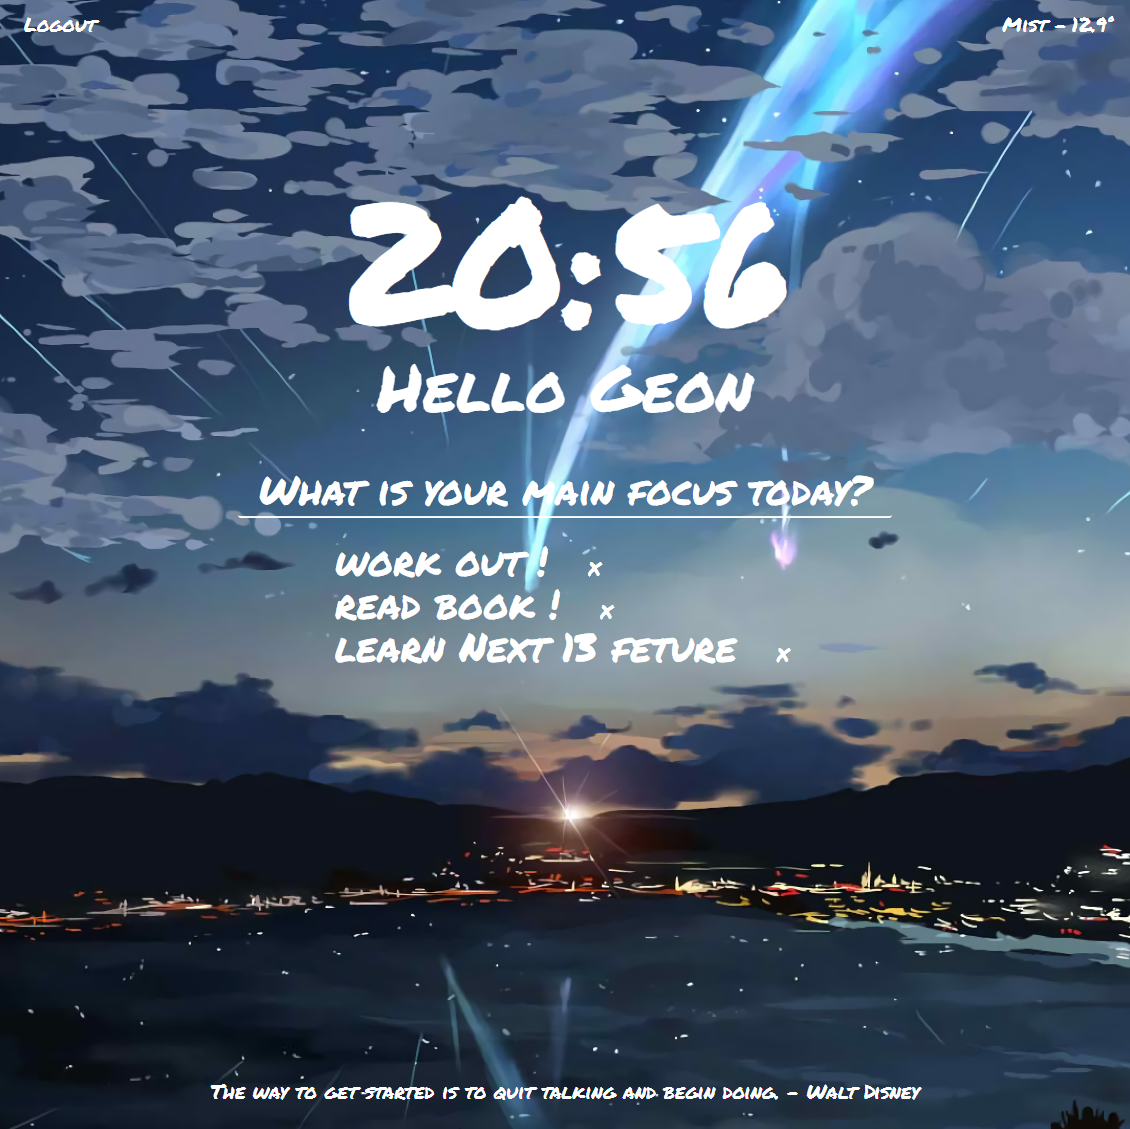 Logout
Mist - 12.9°
20:56
Hello Geon
What is your main focus today?
work out ! x
read book ! x
learn Next 13 feture x
The way to get started is to quit talking and begin doing. - Walt Disney